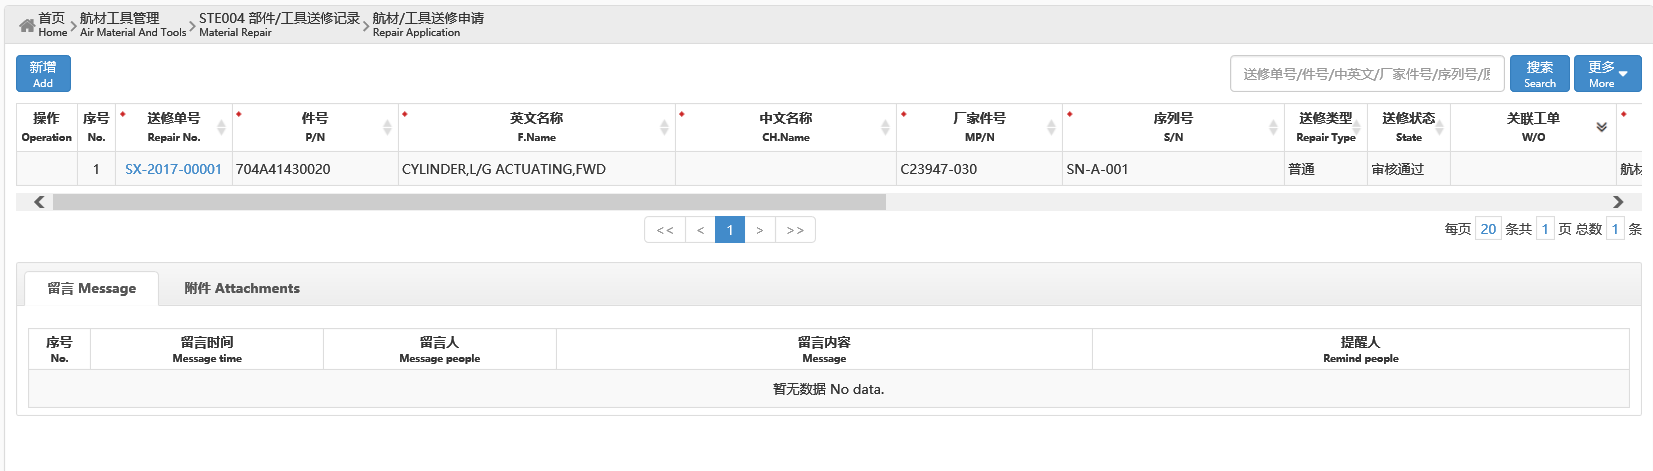 首页 航材工具管理 STE004 部件/工具送修记录 航材/工具送修申请
Home Air Material And Tools Material Repair Repair Application
新增
Add
送修单号/件号/中英文/厂家件号/序列号/
搜索
Search
更多
More
操作 序号 送修单号 件号 英文名称 中文名称 厂家件号 序列号 送修类型 送修状态 关联工单
Operation No. Repair No. P/N F.Name CH.Name MP/N S/N Repair Type State W/O
1 SX-2017-00001 704A41430020 CYLINDER,L/G ACTUATING,FWD C23947-030 SN-A-001 普通 审核通过 航材
<< < 1 > >>
每页 20 条共 1 页 总数 1 条
留言 Message 附件 Attachments
序号 留言时间 留言人 留言内容 提醒人
No. Message time Message people Message Remind people
暂无数据 No data.